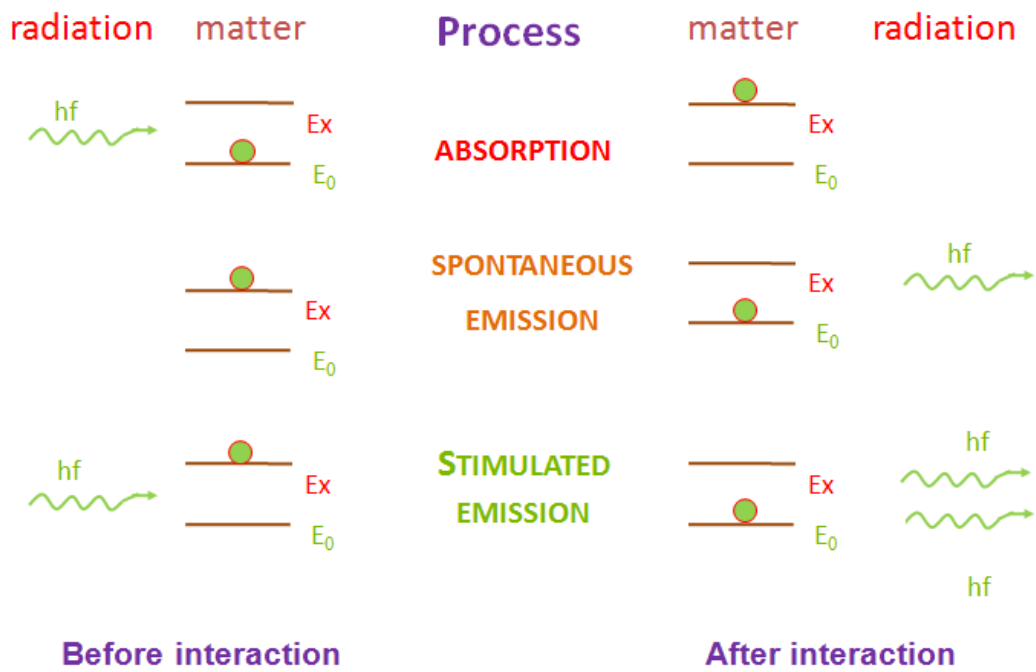 radiation matter Process matter radiation
hf
Ex
E₀
ABSORPTION
Ex
E₀
Ex
E₀
SPONTANEOUS
EMISSION
Ex
E₀
hf
hf
Ex
E₀
STIMULATED
EMISSION
Ex
E₀
hf
hf
Before interaction After interaction